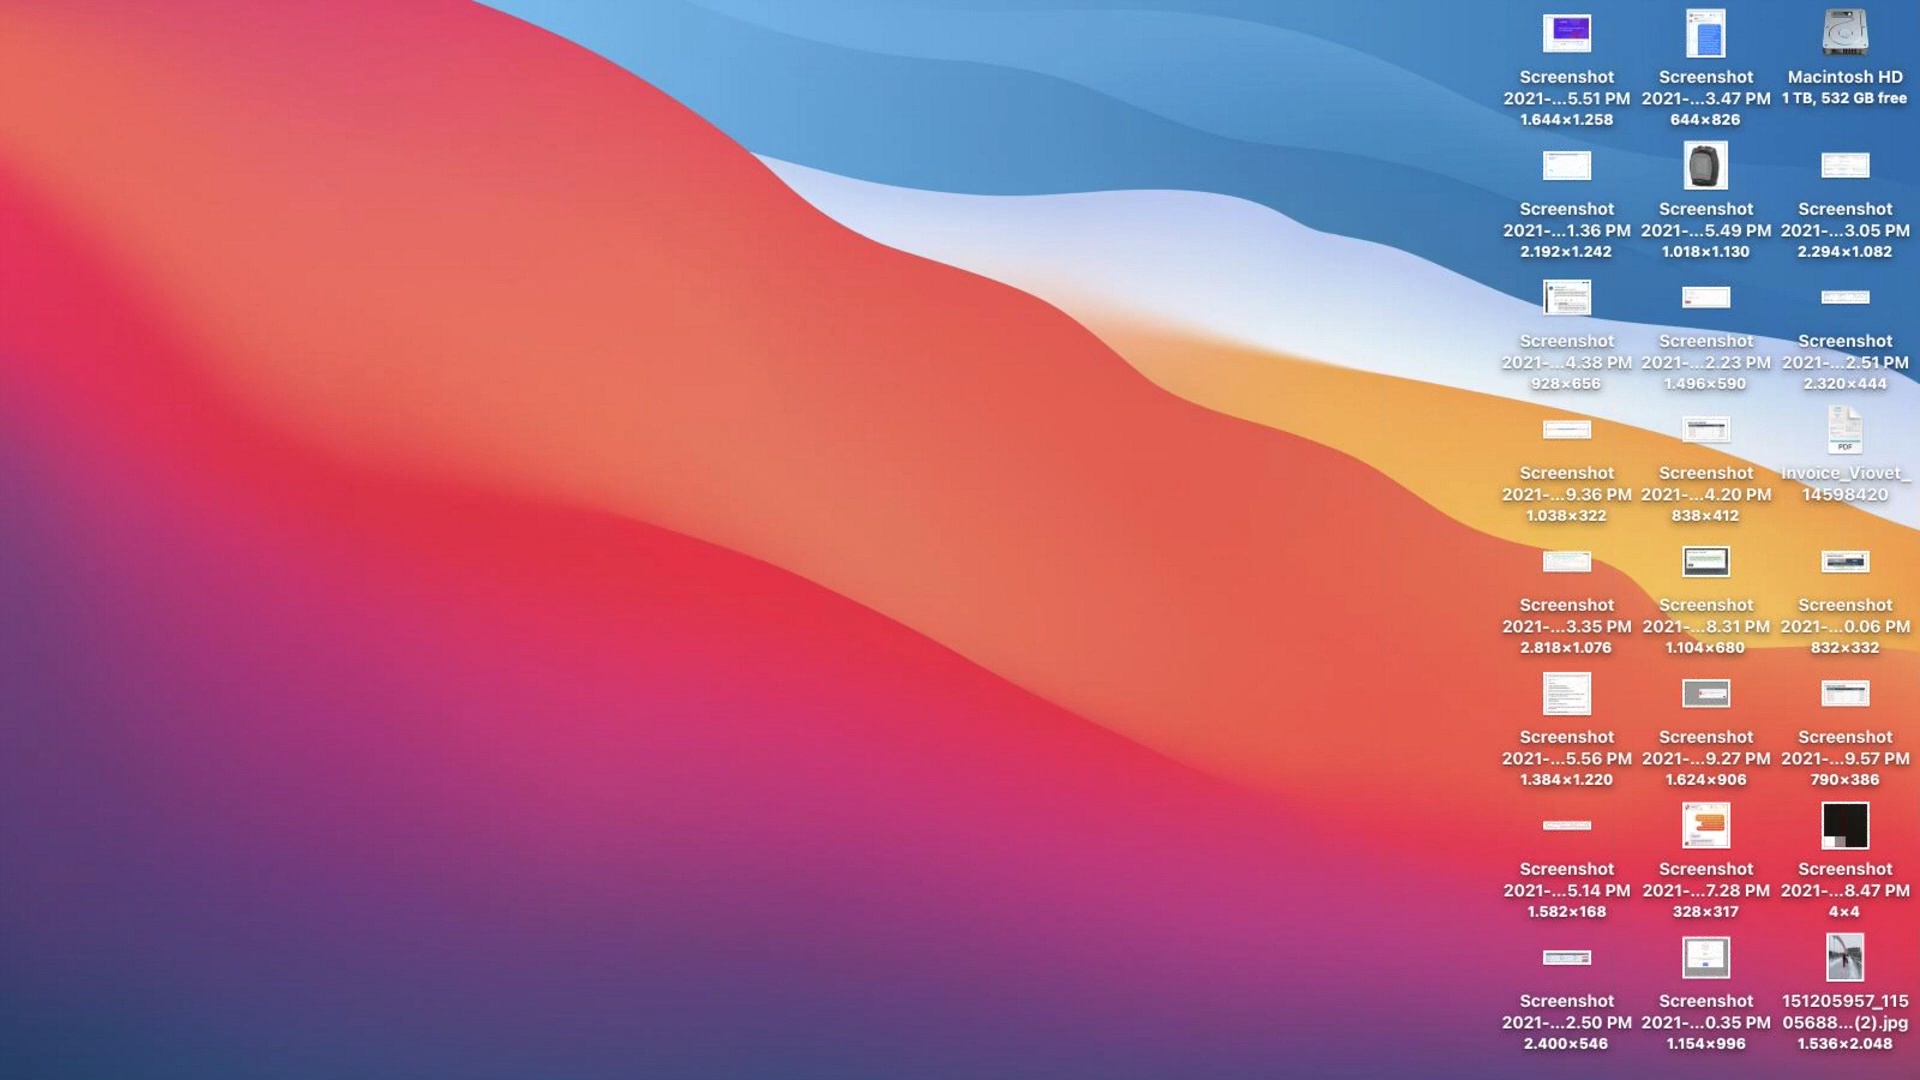 Screenshot
2021-...5.51 PM
1.644×1.258
Screenshot
2021-...3.47 PM
644×826
Macintosh HD
1 TB, 532 GB free
Screenshot
2021-...1.36 PM
2.192×1.242
Screenshot
2021-...5.49 PM
1.018×1.130
Screenshot
2021-...3.05 PM
2.294×1.082
Screenshot
2021-...4.38 PM
928×656
Screenshot
2021-...2.23 PM
1.496×590
Screenshot
2021-...2.51 PM
2.320×444
Screenshot
2021-...9.36 PM
1.038×322
Screenshot
2021-...4.20 PM
838×412
PDF
invoice_Viovet_
14598420
Screenshot
2021-...3.35 PM
2.818×1.076
Screenshot
2021-...8.31 PM
1.104×680
Screenshot
2021-...0.06 PM
832×332
Screenshot
2021-...5.56 PM
1.384×1.220
Screenshot
2021-...9.27 PM
1.624×906
Screenshot
2021-...9.57 PM
790×386
Screenshot
2021-...5.14 PM
1.582×168
Screenshot
2021-...7.28 PM
328×317
Screenshot
2021-...8.47 PM
4×4
Screenshot
2021-...2.50 PM
2.400×546
Screenshot
2021-...0.35 PM
1.154×996
151205957_115
05688...(2).jpg
1.536×2.048